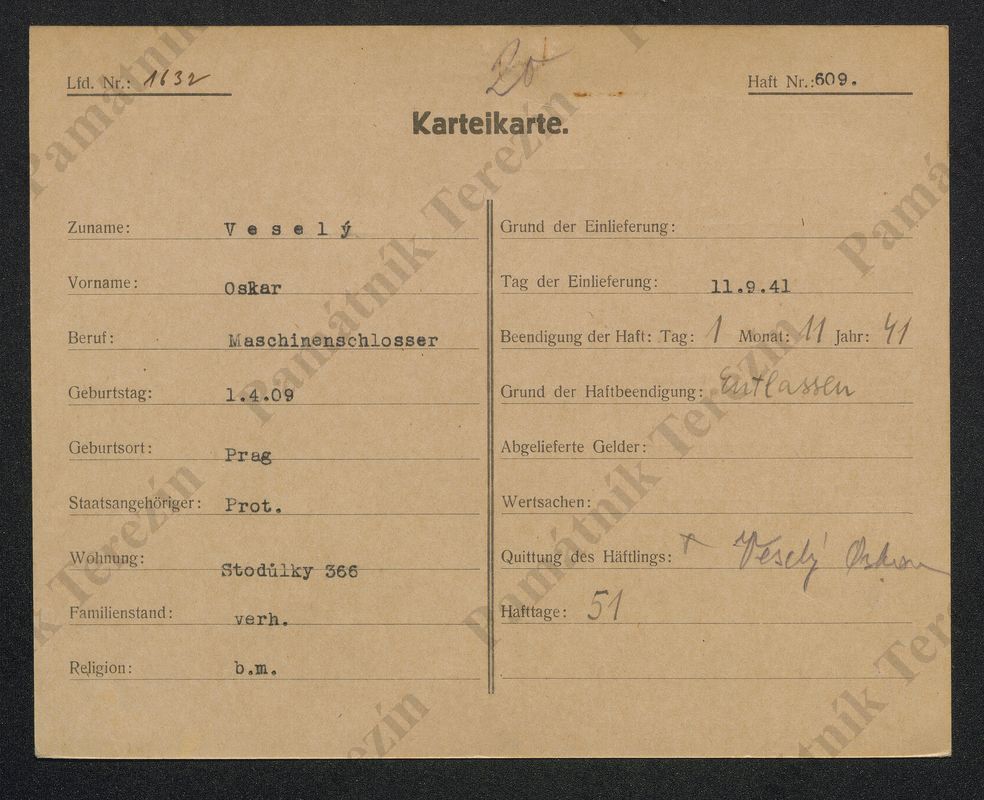 Lfd. Nr.: 1632
20
Haft Nr.: 609.
Karteikarte.
Zuname: Veselý
Vorname: Oskar
Beruf: Maschinenschlosser
Geburtstag: 1.4.09
Geburtsort: Prag
Staatsangehöriger: Prot.
Wohnung: Stodůlky 366
Familienstand: verh.
Religion: b.m.
Grund der Einlieferung:
Tag der Einlieferung: 11.9.41
Beendigung der Haft: Tag: 1 Monat: 11 Jahr: 41
Grund der Haftbeendigung: Entlassen
Abgelieferte Gelder:
Wertsachen:
Quittung des Häftlings: Veselý Oskar
Hafttage: 51
Památník Terezín